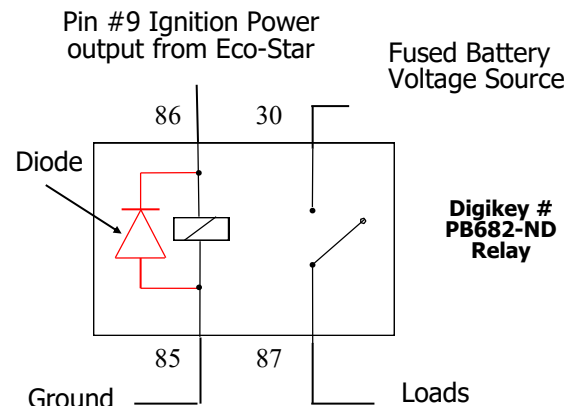 Pin #9 Ignition Power
output from Eco-Star
Fused Battery
Voltage Source
86
30
Diode
Digikey #
PB682-ND
Relay
85
87
Ground
Loads